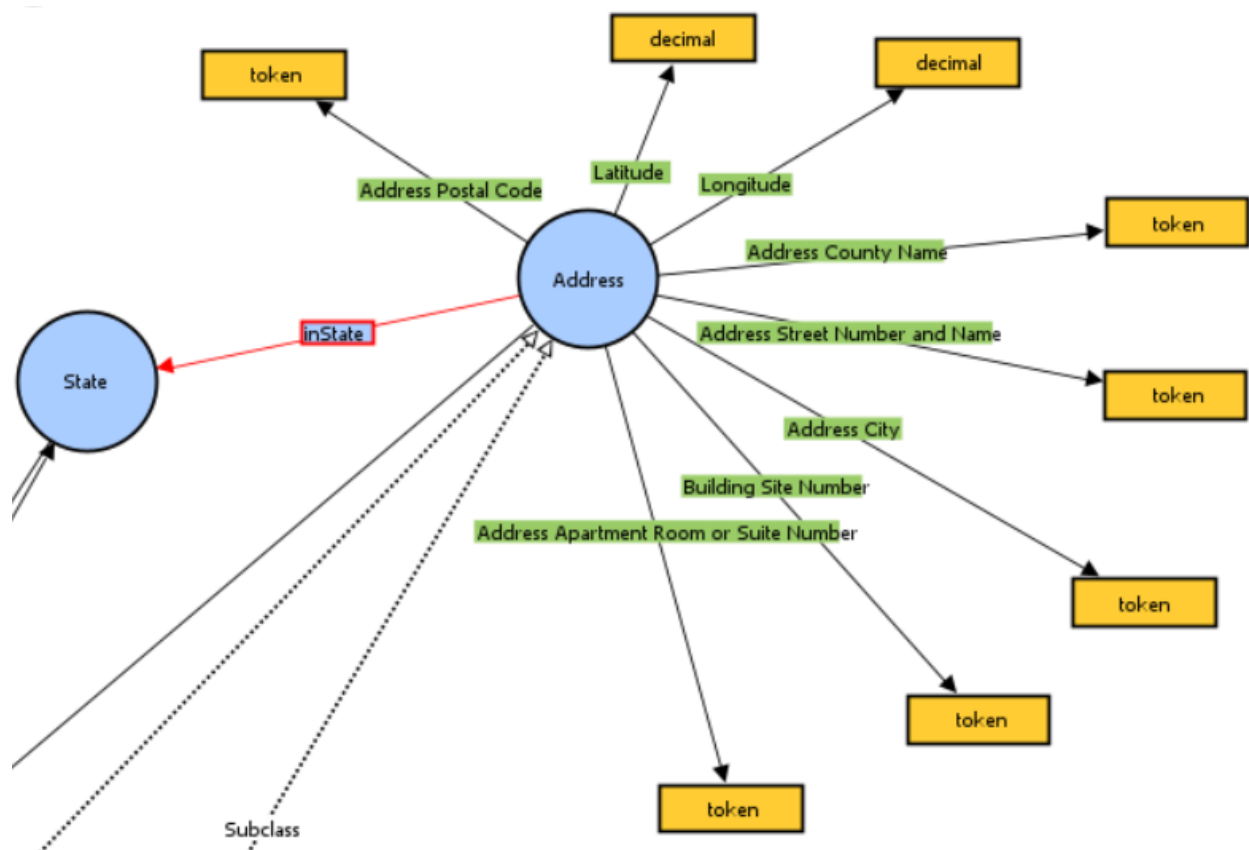 decimal
decimal
token
Latitude
Longitude
Address Postal Code
token
Address County Name
Address
inState
Address Street Number and Name
State
token
Address City
Building Site Number
Address Apartment Room or Suite Number
token
token
token
Subclass